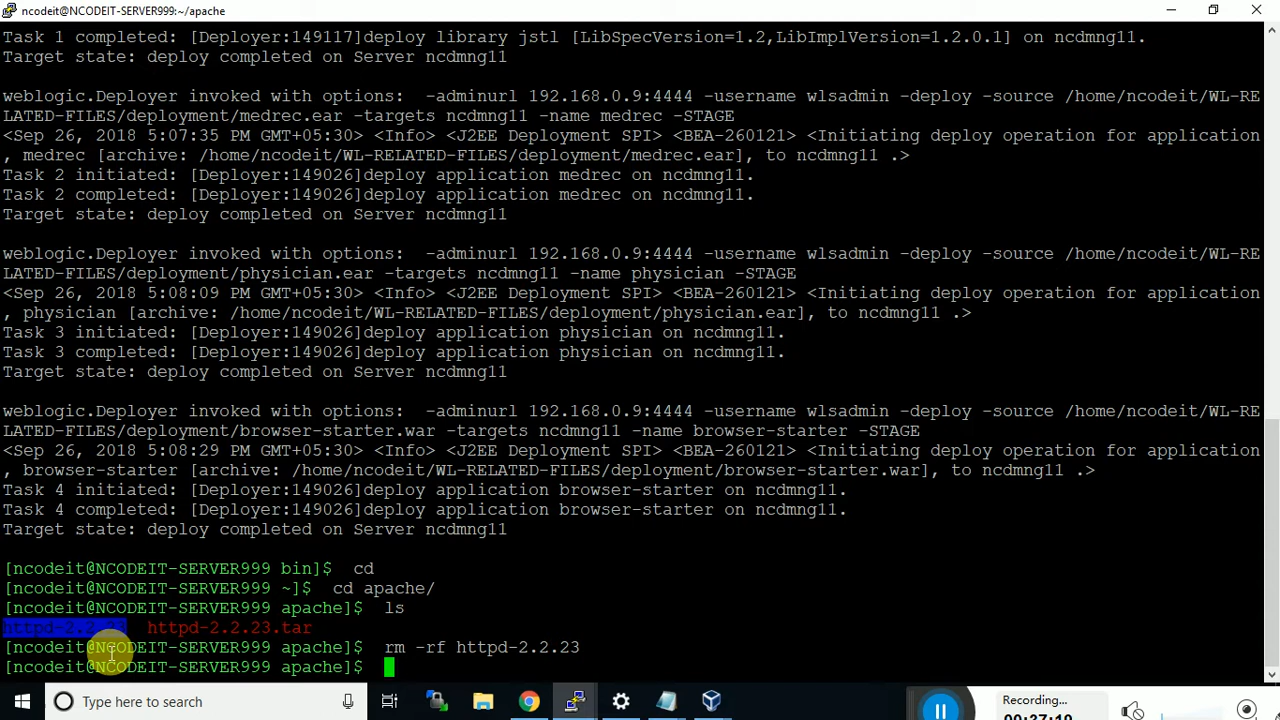 ncodeit@NCODEIT-SERVER999:~/apache
Task 1 completed: [Deployer:149117]deploy library jstl [LibSpecVersion=1.2,LibImplVersion=1.2.0.1] on ncdmng11.
Target state: deploy completed on Server ncdmng11
weblogic.Deployer invoked with options:  -adminurl 192.168.0.9:4444 -username wlsadmin -deploy -source /home/ncodeit/WL-RE
LATED-FILES/deployment/medrec.ear -targets ncdmng11 -name medrec -STAGE
<Sep 26, 2018 5:07:35 PM GMT+05:30> <Info> <J2EE Deployment SPI> <BEA-260121> <Initiating deploy operation for application
, medrec [archive: /home/ncodeit/WL-RELATED-FILES/deployment/medrec.ear], to ncdmng11 .>
Task 2 initiated: [Deployer:149026]deploy application medrec on ncdmng11.
Task 2 completed: [Deployer:149026]deploy application medrec on ncdmng11.
Target state: deploy completed on Server ncdmng11
weblogic.Deployer invoked with options:  -adminurl 192.168.0.9:4444 -username wlsadmin -deploy -source /home/ncodeit/WL-RE
LATED-FILES/deployment/physician.ear -targets ncdmng11 -name physician -STAGE
<Sep 26, 2018 5:08:09 PM GMT+05:30> <Info> <J2EE Deployment SPI> <BEA-260121> <Initiating deploy operation for application
, physician [archive: /home/ncodeit/WL-RELATED-FILES/deployment/physician.ear], to ncdmng11 .>
Task 3 initiated: [Deployer:149026]deploy application physician on ncdmng11.
Task 3 completed: [Deployer:149026]deploy application physician on ncdmng11.
Target state: deploy completed on Server ncdmng11
weblogic.Deployer invoked with options:  -adminurl 192.168.0.9:4444 -username wlsadmin -deploy -source /home/ncodeit/WL-RE
LATED-FILES/deployment/browser-starter.war -targets ncdmng11 -name browser-starter -STAGE
<Sep 26, 2018 5:08:29 PM GMT+05:30> <Info> <J2EE Deployment SPI> <BEA-260121> <Initiating deploy operation for application
, browser-starter [archive: /home/ncodeit/WL-RELATED-FILES/deployment/browser-starter.war], to ncdmng11 .>
Task 4 initiated: [Deployer:149026]deploy application browser-starter on ncdmng11.
Task 4 completed: [Deployer:149026]deploy application browser-starter on ncdmng11.
Target state: deploy completed on Server ncdmng11
[ncodeit@NCODEIT-SERVER999 bin]$  cd
[ncodeit@NCODEIT-SERVER999 ~]$  cd apache/
[ncodeit@NCODEIT-SERVER999 apache]$  ls
httpd-2.2.23  httpd-2.2.23.tar
[ncodeit@NCODEIT-SERVER999 apache]$  rm -rf httpd-2.2.23
[ncodeit@NCODEIT-SERVER999 apache]$
Type here to search
Recording...
00:37:19